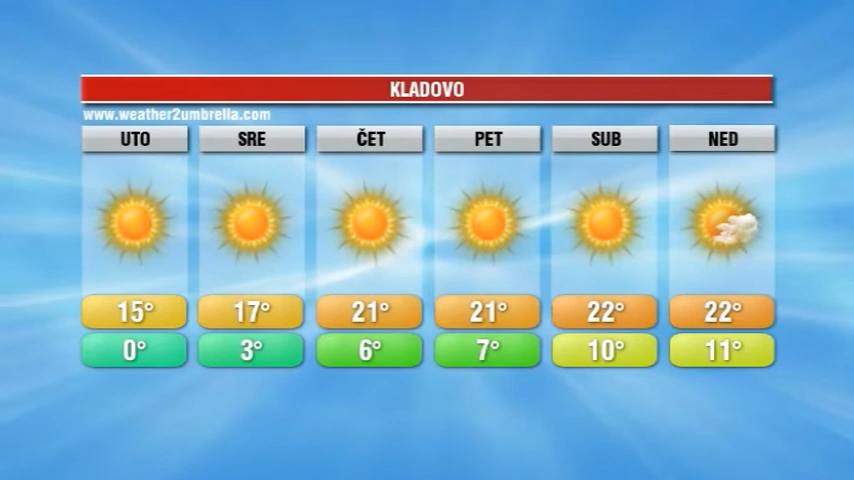 KLADOVO
www.weather2umbrella.com
UTO SRE ČET PET SUB NED
15° 17° 21° 21° 22° 22°
0° 3° 6° 7° 10° 11°